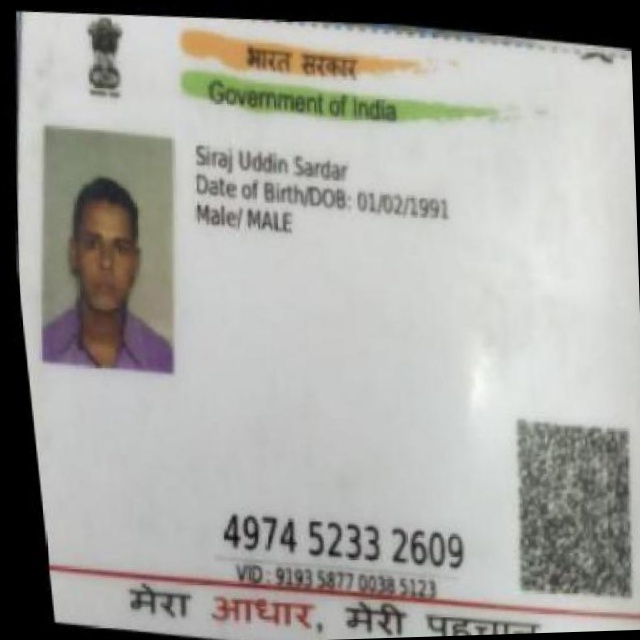 भारत सरकार
Government of India
Siraj Uddin Sardar
Date of Birth/DOB: 01/02/1991
Male/ MALE
4974 5233 2609
VID : 9193 5877 0038 5123
मेरा आधार, मेरी पहचान